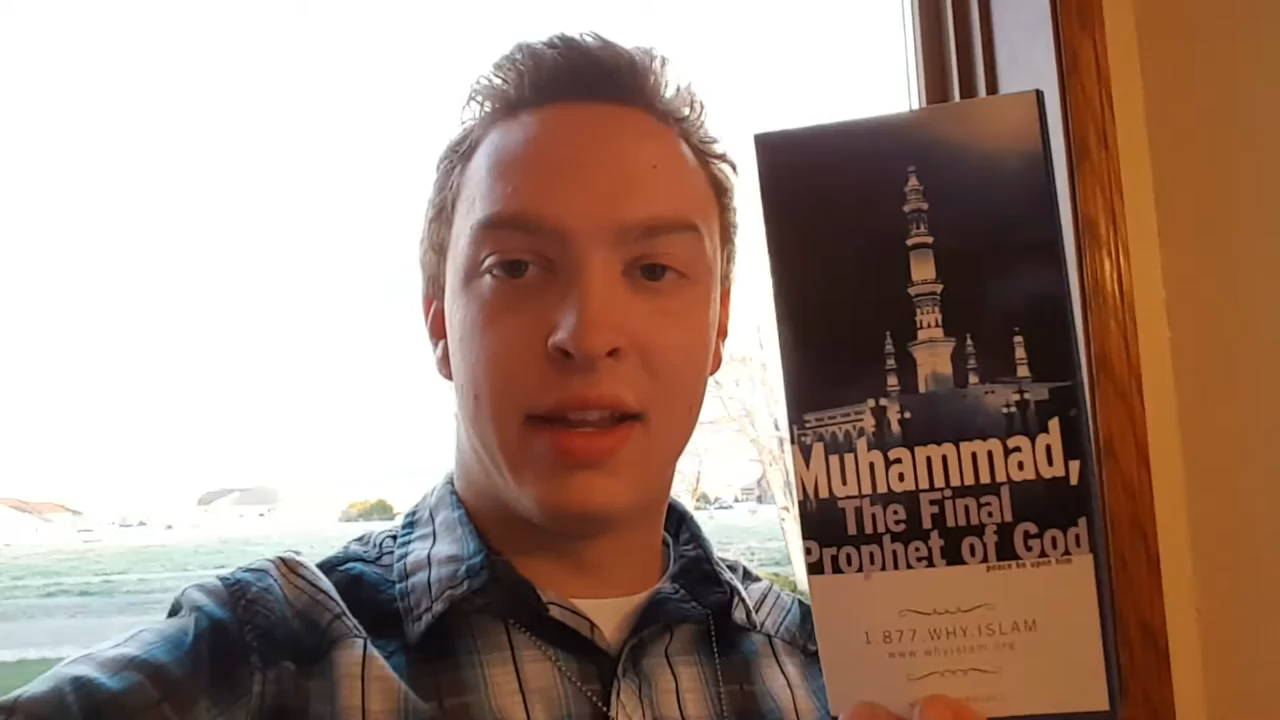 Muhammad,
The Final
Prophet of God
peace be upon him
1.877.WHY.ISLAM
www.whyislam.org